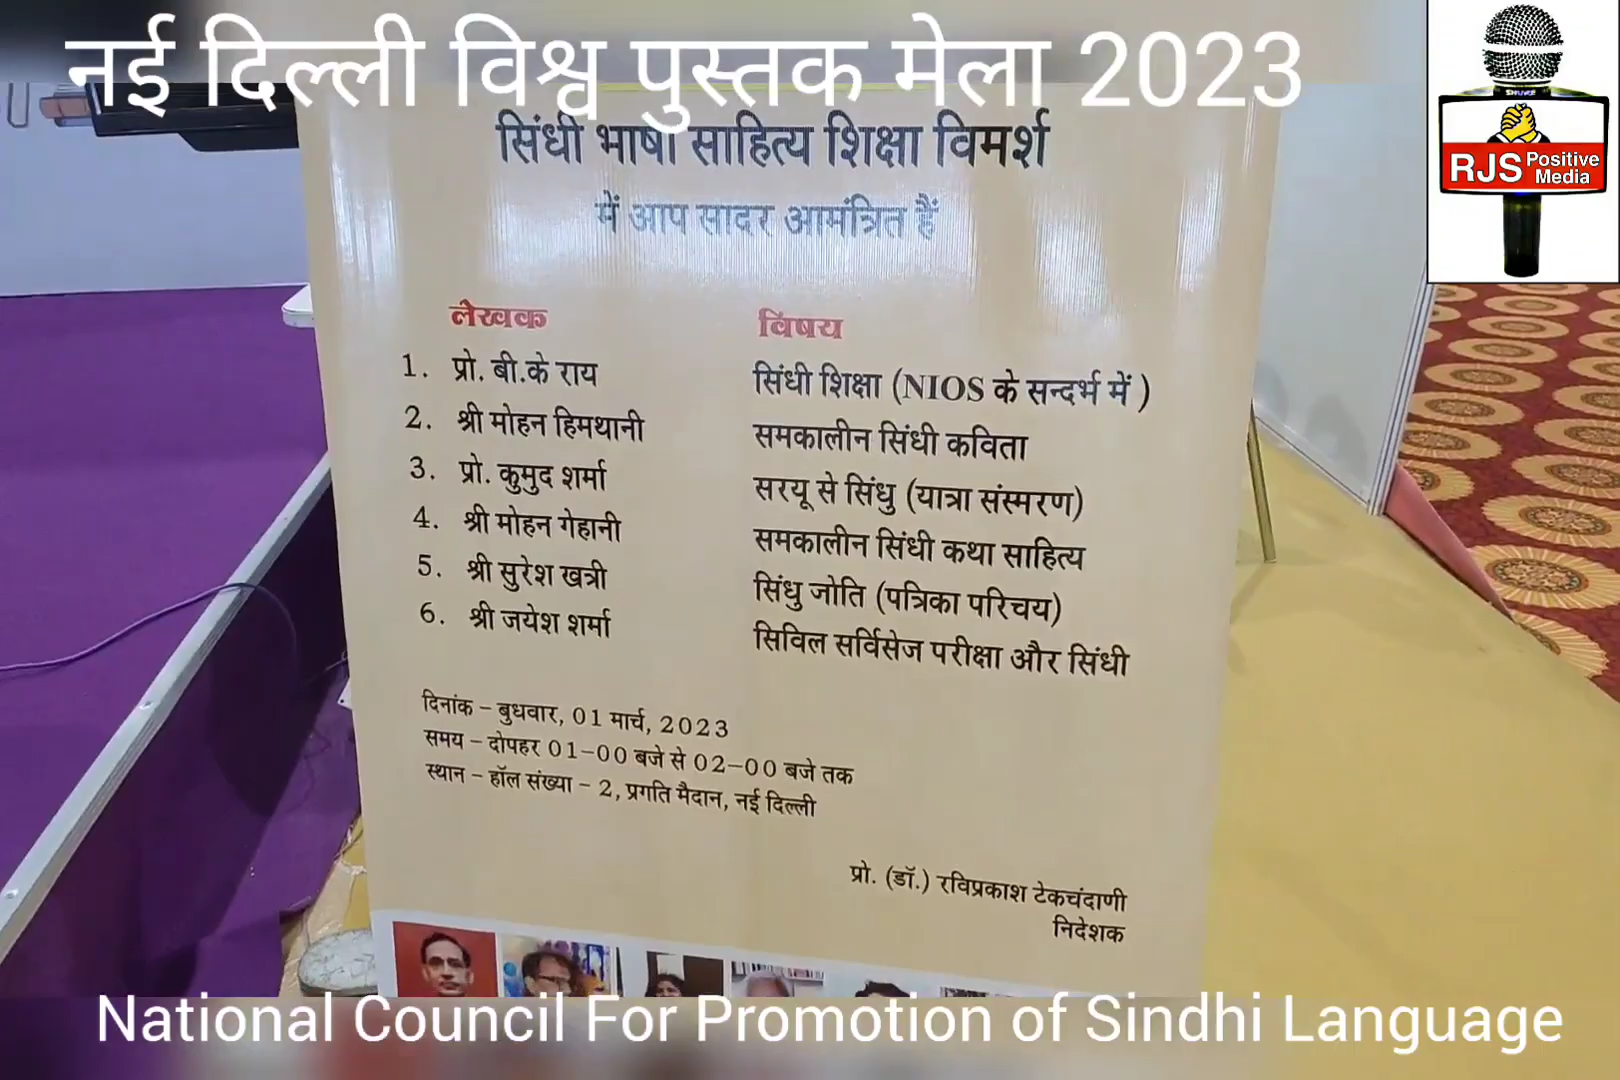 नई दिल्ली विश्व पुस्तक मेला 2023
SHURE
RJS Positive
Media
सिंधी भाषा साहित्य शिक्षा विमर्श
में आप सादर आमंत्रित हैं
लेखक विषय
1. प्रो. बी.के राय सिंधी शिक्षा (NIOS के सन्दर्भ में )
2. श्री मोहन हिमथानी समकालीन सिंधी कविता
3. प्रो. कुमुद शर्मा सरयू से सिंधु (यात्रा संस्मरण)
4. श्री मोहन गेहानी समकालीन सिंधी कथा साहित्य
5. श्री सुरेश खत्री सिंधु जोति (पत्रिका परिचय)
6. श्री जयेश शर्मा सिविल सर्विसेज परीक्षा और सिंधी
दिनांक – बुधवार, 01 मार्च, 2023
समय – दोपहर 01–00 बजे से 02–00 बजे तक
स्थान – हॉल संख्या – 2, प्रगति मैदान, नई दिल्ली
प्रो. (डॉ.) रविप्रकाश टेकचंदाणी
निदेशक
National Council For Promotion of Sindhi Language